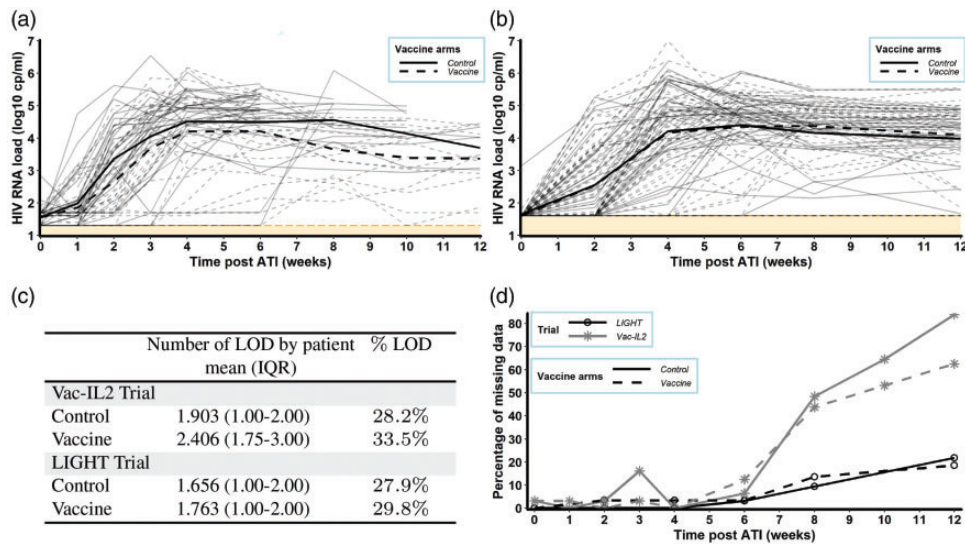 (a)
HIV RNA load (log10 cp/ml)
7
6
5
4
3
2
1
0 1 2 3 4 5 6 7 8 9 10 11 12
Time post ATI (weeks)
Vaccine arms
Control
Vaccine
(b)
HIV RNA load (log10 cp/ml)
7
6
5
4
3
2
1
0 1 2 3 4 5 6 7 8 9 10 11 12
Time post ATI (weeks)
Vaccine arms
Control
Vaccine
(c)
Number of LOD by patient % LOD
mean (IQR)
Vac-IL2 Trial
Control 1.903 (1.00-2.00) 28.2%
Vaccine 2.406 (1.75-3.00) 33.5%
LIGHT Trial
Control 1.656 (1.00-2.00) 27.9%
Vaccine 1.763 (1.00-2.00) 29.8%
(d)
Percentage of missing data
80
70
60
50
40
30
20
10
0
0 1 2 3 4 5 6 7 8 9 10 11 12
Time post ATI (weeks)
Trial
LIGHT
Vac-IL2
Vaccine arms
Control
Vaccine